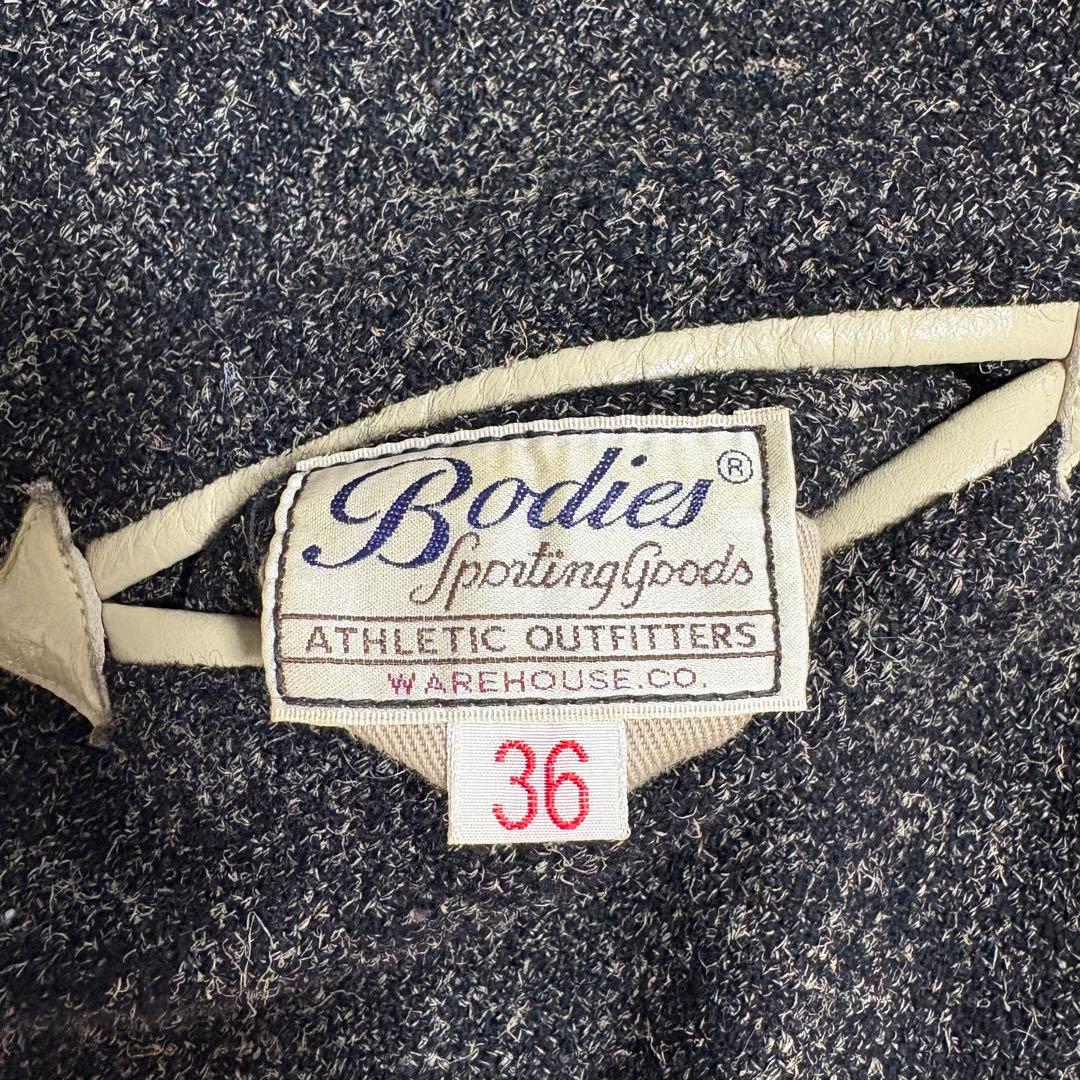 Bodies®
Sporting Goods
ATHLETIC OUTFITTERS
WAREHOUSE.CO.
36